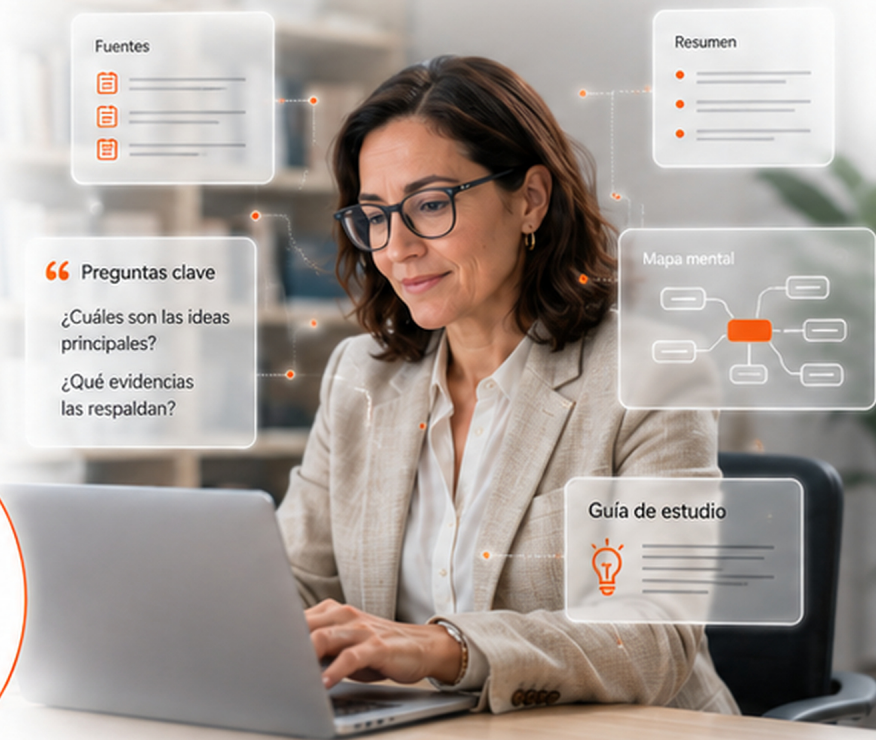 Fuentes
Resumen
“ Preguntas clave
¿Cuáles son las ideas
principales?
¿Qué evidencias
las respaldan?
Mapa mental
Guía de estudio